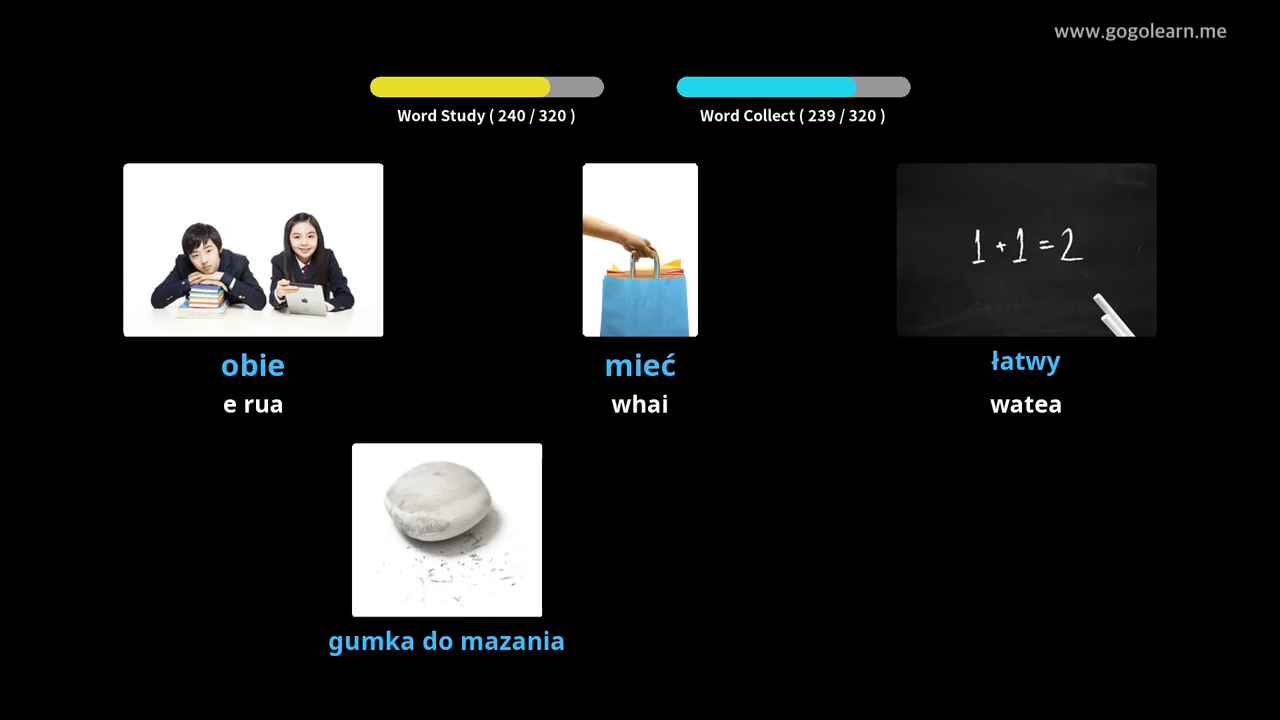 www.gogolearn.me
Word Study ( 240 / 320 )
Word Collect ( 239 / 320 )
1 + 1 = 2
obie
mieć
łatwy
e rua
whai
watea
gumka do mazania